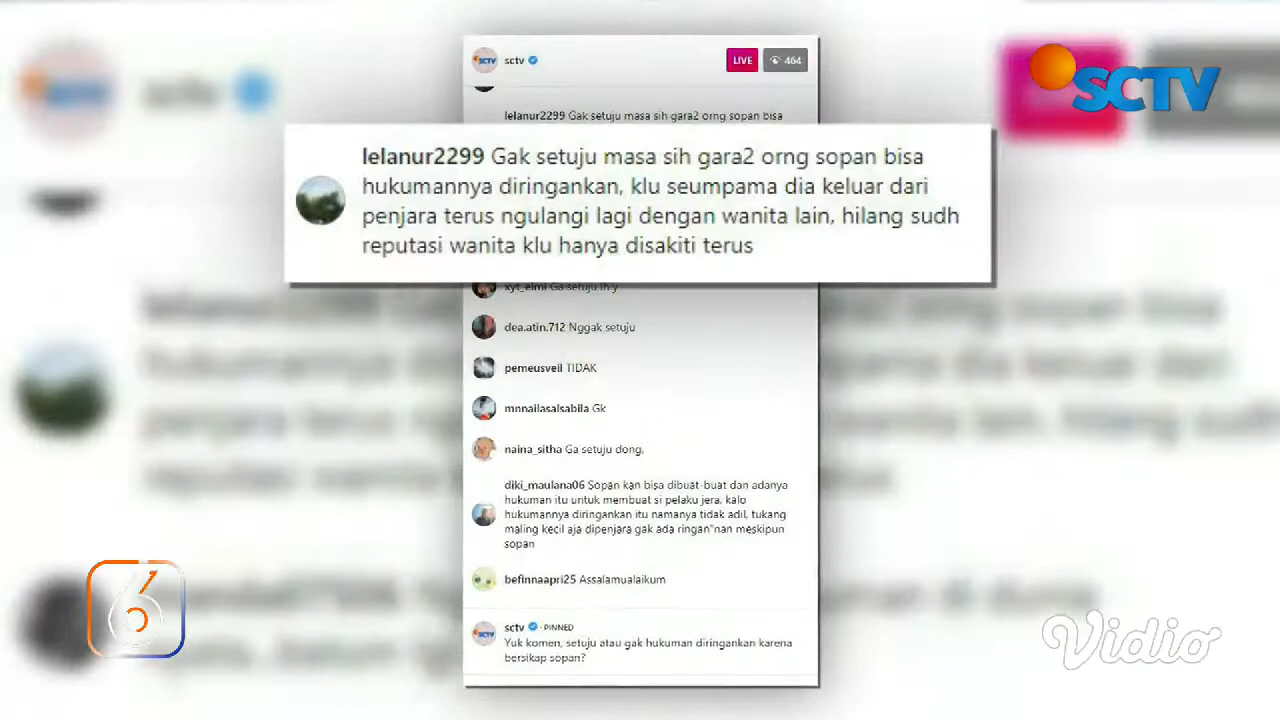 sctv
LIVE
464
SCTV
lelanur2299 Gak setuju masa sih gara2 orng sopan bisa
lelanur2299 Gak setuju masa sih gara2 orng sopan bisa
hukumannya diringankan, klu seumpama dia keluar dari
penjara terus ngulangi lagi dengan wanita lain, hilang sudh
reputasi wanita klu hanya disakiti terus
xyt_elmi Ga setuju lh:y
dea.atin.712 Nggak setuju
pemeusveil TIDAK
mnnailasalsabila Gk
naina_sitha Ga setuju dong,
diki_maulana06 Sopan kan bisa dibuat-buat dan adanya
hukuman itu untuk membuat si pelaku jera, kalo
hukumannya diringankan itu namanya tidak adil, tukang
maling kecil aja dipenjara gak ada ringan"nan meskipun
sopan
befinnaapri25 Assalamualaikum
sctv • PINNED
Yuk komen, setuju atau gak hukuman diringankan karena
bersikap sopan?
6
Vidio